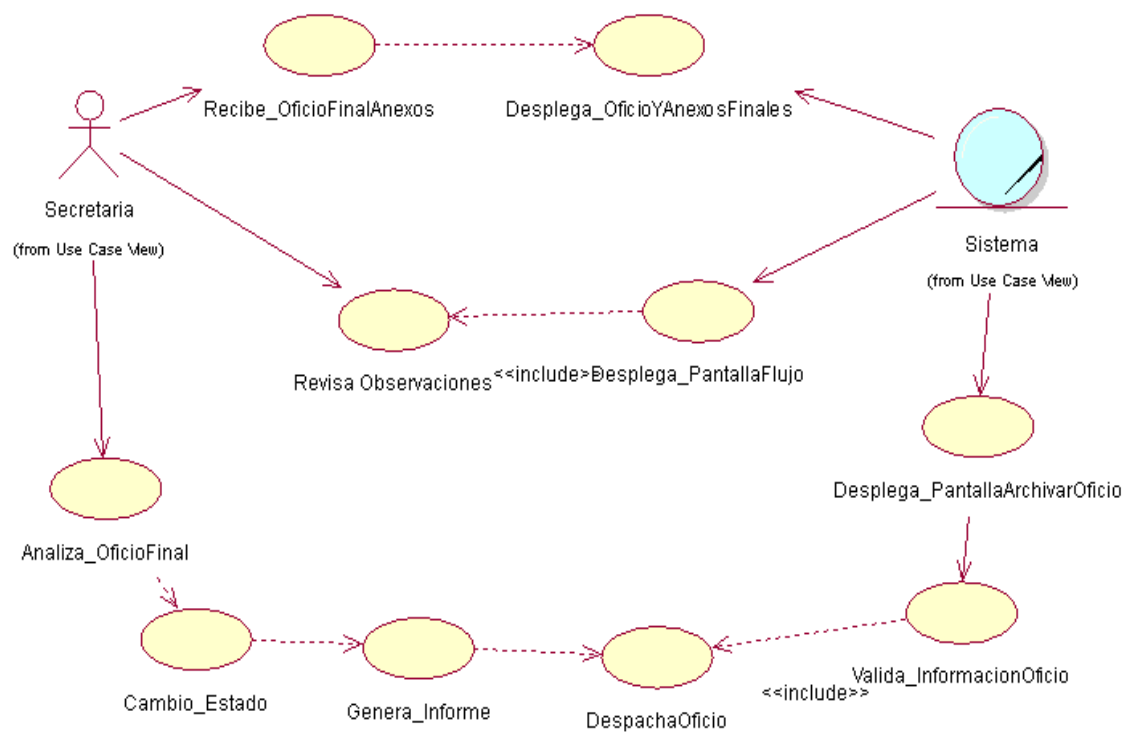 Recibe_OficioFinalAnexos
Desplega_OficioYAnexosFinales
Secretaria
(from Use Case View)
Sistema
(from Use Case View)
Revisa Observaciones
<<include>>
Desplega_PantallaFlujo
Desplega_PantallaArchivarOficio
Analiza_OficioFinal
Cambio_Estado
Genera_Informe
DespachaOficio
<<include>>
Valida_InformacionOficio